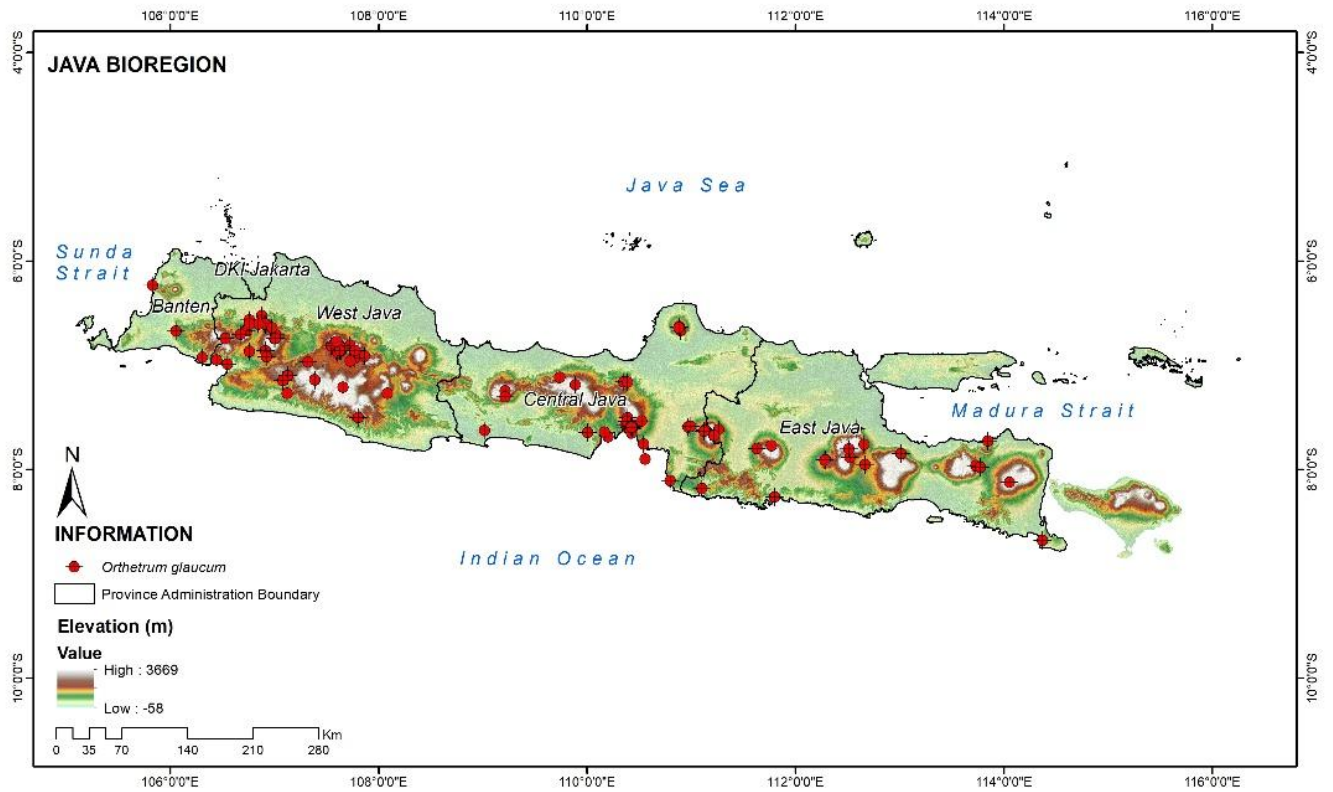 106°0'0"E 108°0'0"E 110°0'0"E 112°0'0"E 114°0'0"E 116°0'0"E
4°0'0"S 4°0'0"S
JAVA BIOREGION
Java Sea
Sunda
Strait
6°0'0"S 6°0'0"S
DKI Jakarta
Banten
West Java
Central Java
East Java
Madura Strait
8°0'0"S 8°0'0"S
N
Indian Ocean
INFORMATION
Orthetrum glaucum
Province Administration Boundary
Elevation (m)
Value
High : 3669
Low : -58
10°0'0"S 10°0'0"S
Km
0 35 70 140 210 280
106°0'0"E 108°0'0"E 110°0'0"E 112°0'0"E 114°0'0"E 116°0'0"E